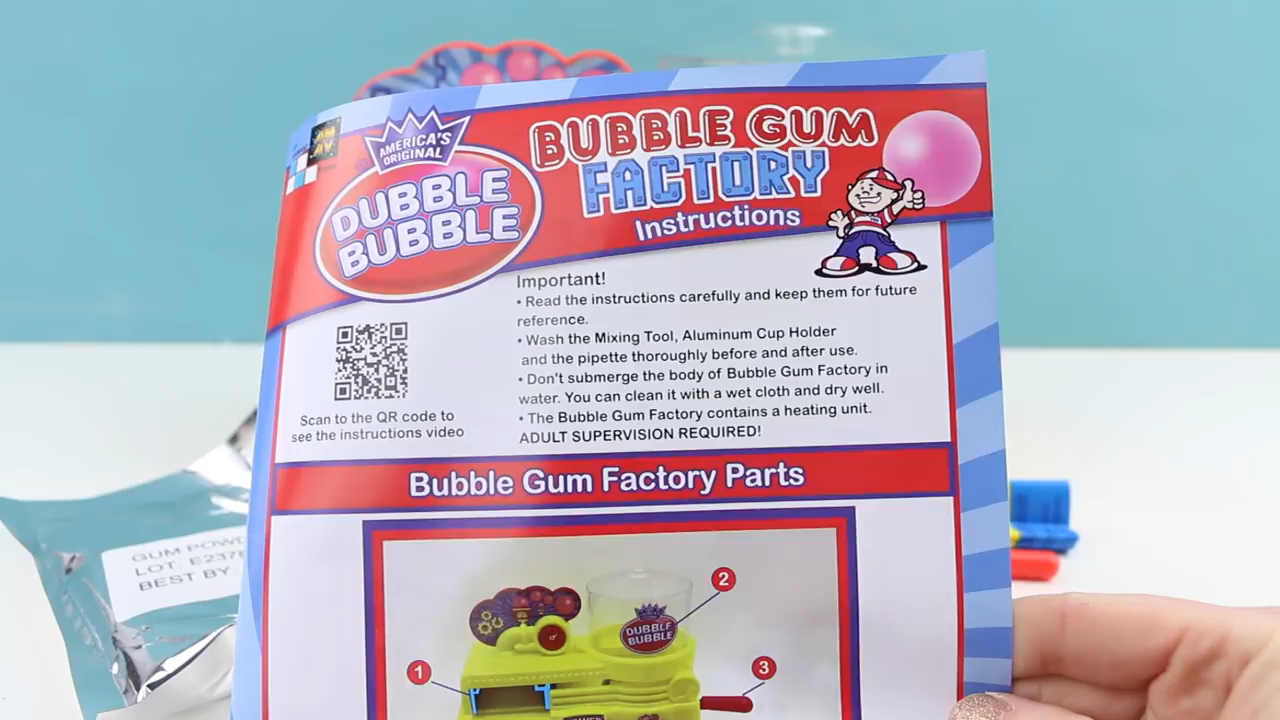 AMERICA'S
ORIGINAL
DUBBLE
BUBBLE
BUBBLE GUM
FACTORY
Instructions
Important!
• Read the instructions carefully and keep them for future
reference.
• Wash the Mixing Tool, Aluminum Cup Holder
and the pipette thoroughly before and after use.
• Don't submerge the body of Bubble Gum Factory in
water. You can clean it with a wet cloth and dry well.
• The Bubble Gum Factory contains a heating unit.
ADULT SUPERVISION REQUIRED!
Scan to the QR code to
see the instructions video
Bubble Gum Factory Parts
1
2
3
DUBBLE
BUBBLE
GUM
LOT: E237
BEST BY: